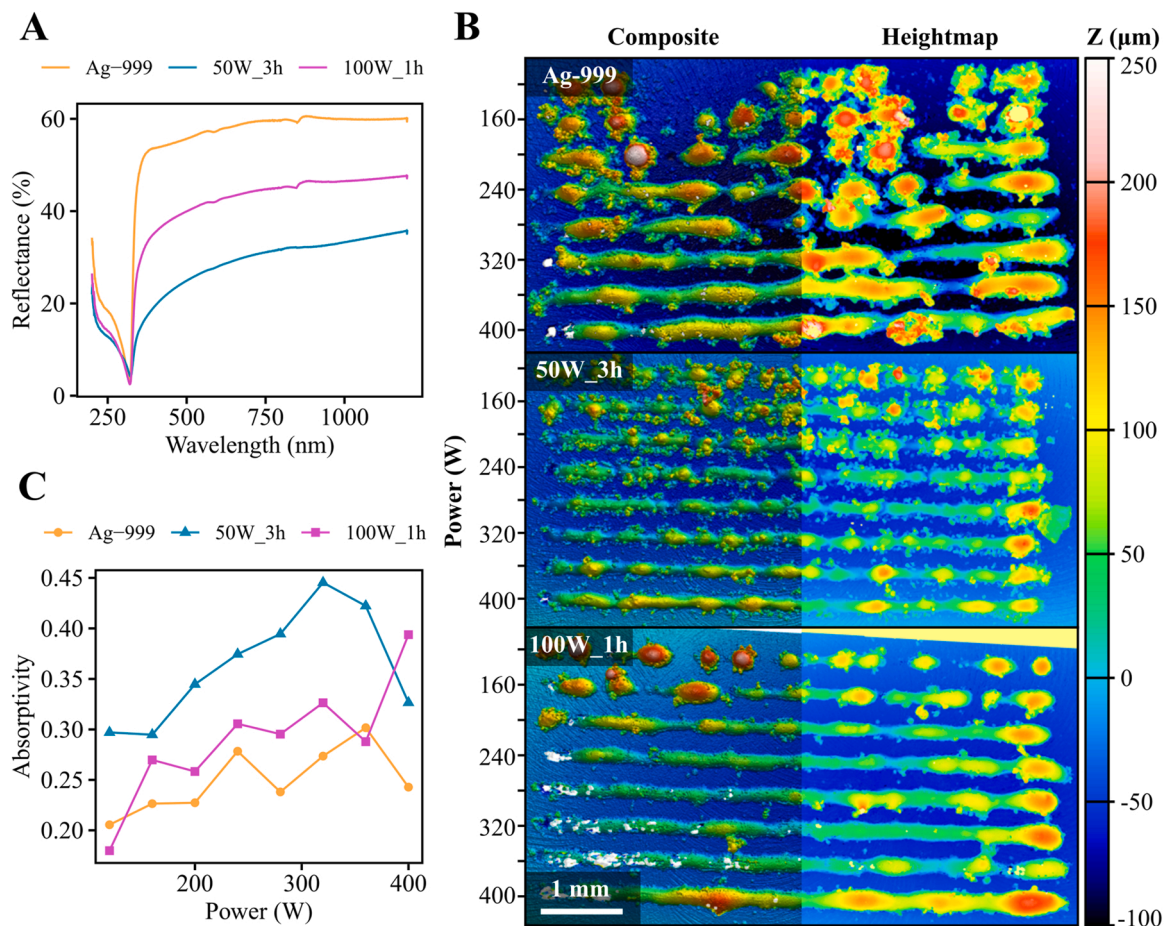 A
Ag−999 50W_3h 100W_1h
Reflectance (%)
60
40
20
0
250 500 750 1000
Wavelength (nm)
B
Composite Heightmap Z (μm)
Ag-999
160
240
320
400
50W_3h
160
240
320
400
100W_1h
160
240
320
400
Power (W)
1 mm
250
200
150
100
50
0
-50
-100
C
Ag−999 50W_3h 100W_1h
Absorptivity
0.45
0.40
0.35
0.30
0.25
0.20
200 300 400
Power (W)